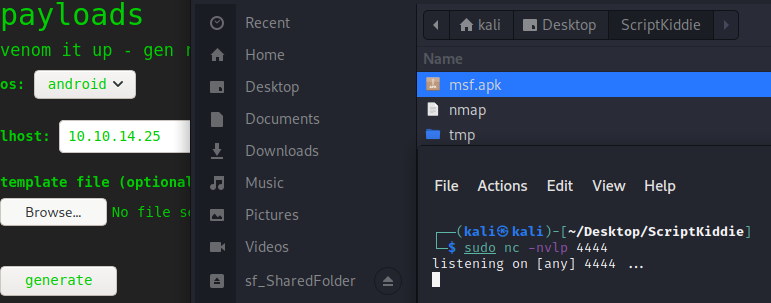 payloads
venom it up - gen r
os: android
lhost: 10.10.14.25
template file (optional
Browse... No file se
generate
Recent
Home
Desktop
Documents
Downloads
Music
Pictures
Videos
sf_SharedFolder
kali Desktop ScriptKiddie
Name
msf.apk
nmap
tmp
File Actions Edit View Help
┌──(kali㉿kali)-[~/Desktop/ScriptKiddie]
└─$ sudo nc -nvlp 4444
listening on [any] 4444 ...